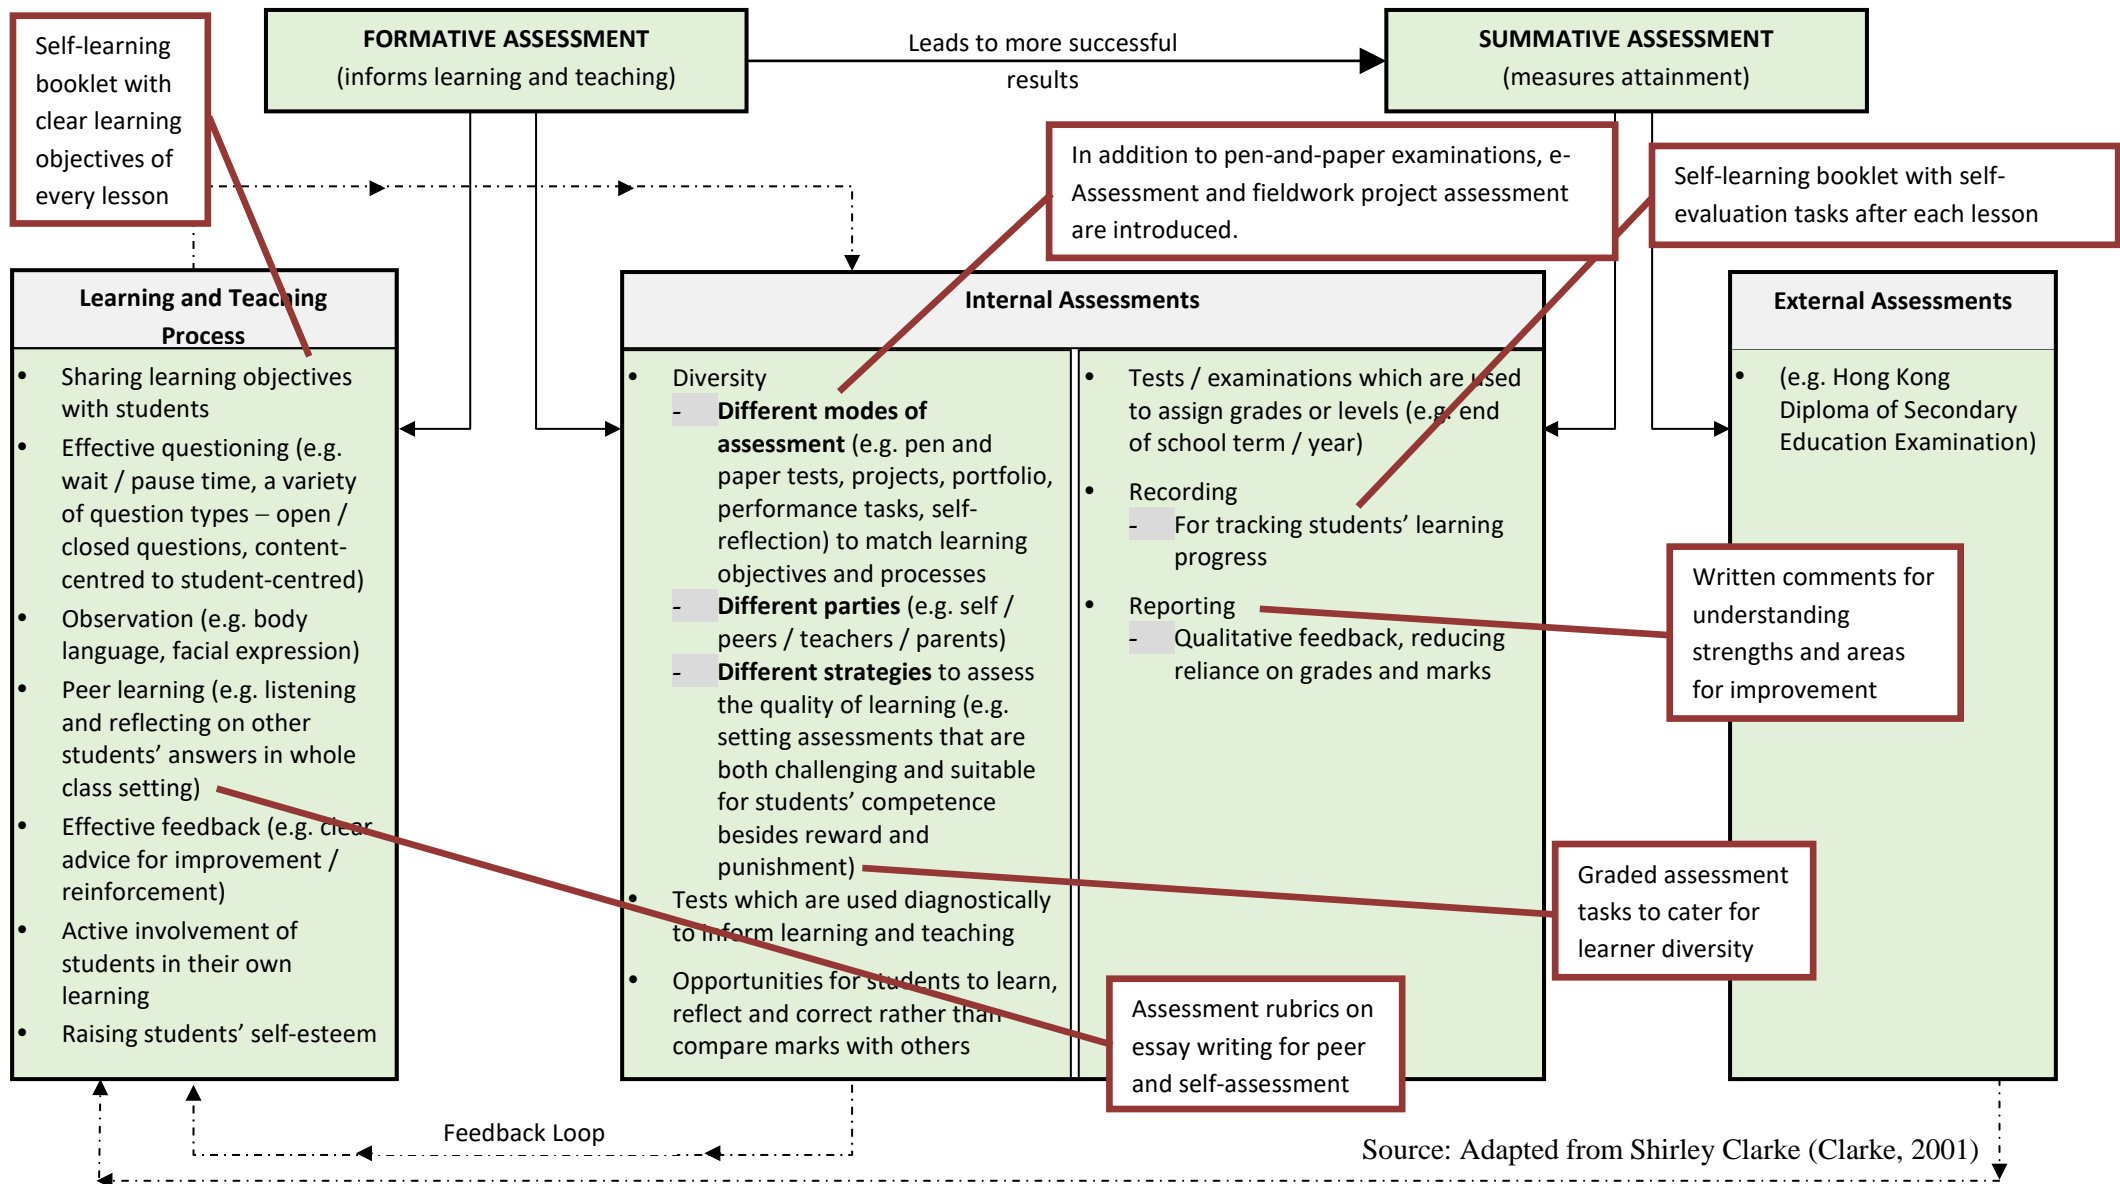 Self-learning
booklet with
clear learning
objectives of
every lesson
FORMATIVE ASSESSMENT
(informs learning and teaching)
Leads to more successful
results
SUMMATIVE ASSESSMENT
(measures attainment)
In addition to pen-and-paper examinations, e-
Assessment and fieldwork project assessment
are introduced.
Self-learning booklet with self-
evaluation tasks after each lesson
Learning and Teaching
Process
• Sharing learning objectives
with students
• Effective questioning (e.g.
wait / pause time, a variety
of question types – open /
closed questions, content-
centred to student-centred)
• Observation (e.g. body
language, facial expression)
• Peer learning (e.g. listening
and reflecting on other
students’ answers in whole
class setting)
• Effective feedback (e.g. clear
advice for improvement /
reinforcement)
• Active involvement of
students in their own
learning
• Raising students’ self-esteem
Internal Assessments
• Diversity
- Different modes of
assessment (e.g. pen and
paper tests, projects, portfolio,
performance tasks, self-
reflection) to match learning
objectives and processes
- Different parties (e.g. self /
peers / teachers / parents)
- Different strategies to assess
the quality of learning (e.g.
setting assessments that are
both challenging and suitable
for students’ competence
besides reward and
punishment)
• Tests which are used diagnostically
to inform learning and teaching
• Opportunities for students to learn,
reflect and correct rather than
compare marks with others
• Tests / examinations which are used
to assign grades or levels (e.g. end
of school term / year)
• Recording
- For tracking students’ learning
progress
• Reporting
- Qualitative feedback, reducing
reliance on grades and marks
External Assessments
• (e.g. Hong Kong
Diploma of Secondary
Education Examination)
Written comments for
understanding
strengths and areas
for improvement
Graded assessment
tasks to cater for
learner diversity
Assessment rubrics on
essay writing for peer
and self-assessment
Feedback Loop
Source: Adapted from Shirley Clarke (Clarke, 2001)